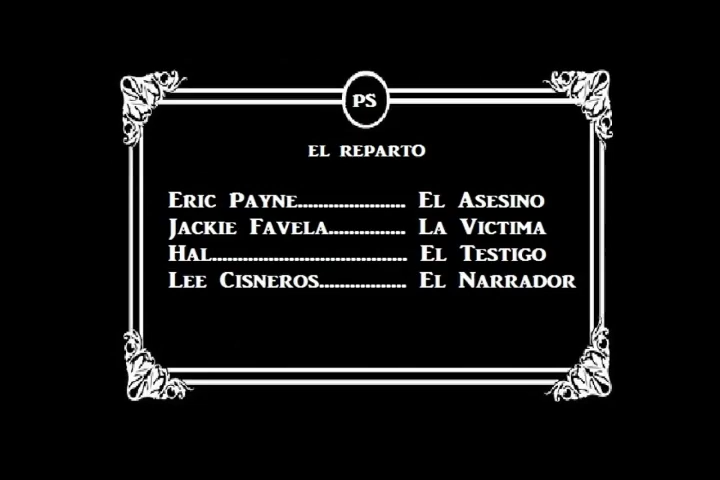 PS
EL REPARTO
ERIC PAYNE..................... EL ASESINO
JACKIE FAVELA............... LA VICTIMA
HAL...................................... EL TESTIGO
LEE CISNEROS................. EL NARRADOR